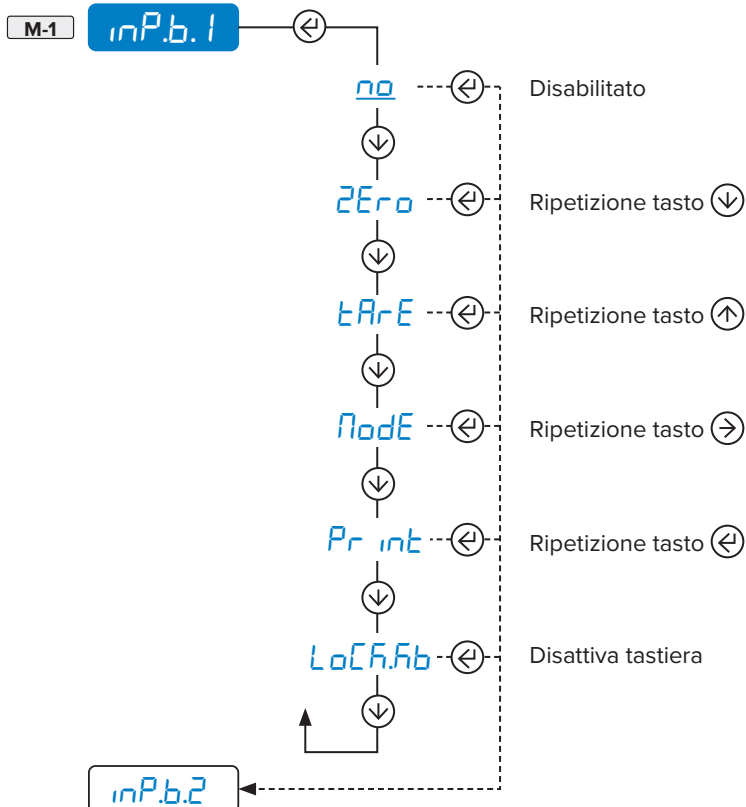 M-1 inP.b.1
no Disabilitato
ZEro Ripetizione tasto
tArE Ripetizione tasto
ModE Ripetizione tasto
Print Ripetizione tasto
LoCK.Kb Disattiva tastiera
inP.b.2